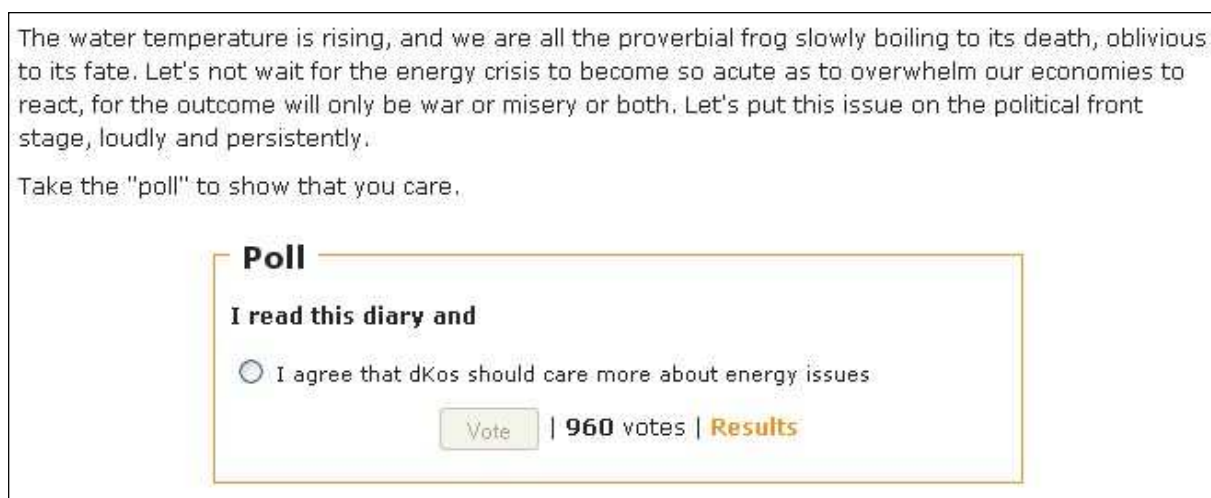 The water temperature is rising, and we are all the proverbial frog slowly boiling to its death, oblivious
to its fate. Let's not wait for the energy crisis to become so acute as to overwhelm our economies to
react, for the outcome will only be war or misery or both. Let's put this issue on the political front
stage, loudly and persistently.
Take the "poll" to show that you care.
Poll
I read this diary and
I agree that dKos should care more about energy issues
Vote | 960 votes | Results